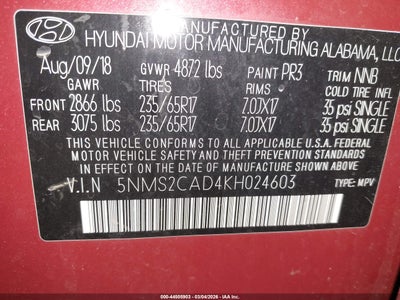 MANUFACTURED BY
HYUNDAI MOTOR MANUFACTURING ALABAMA, LLC
Aug/09/18 GVWR 4872 lbs PAINT PR3 TRIM NNB
GAWR TIRES RIMS COLD TIRE INFL
FRONT 2866 lbs 235/65R17 7.0JX17 35 psi SINGLE
REAR 3075 lbs 235/65R17 7.0JX17 35 psi SINGLE
THIS VEHICLE CONFORMS TO ALL APPLICABLE U.S.A. FEDERAL
MOTOR VEHICLE SAFETY AND THEFT PREVENTION STANDARDS
IN EFFECT ON THE DATE OF MANUFACTURE SHOWN ABOVE.
V.I.N 5NMS2CAD4KH024603 TYPE: MPV
000-44508903 - 03/04/2026 - IAA Inc.